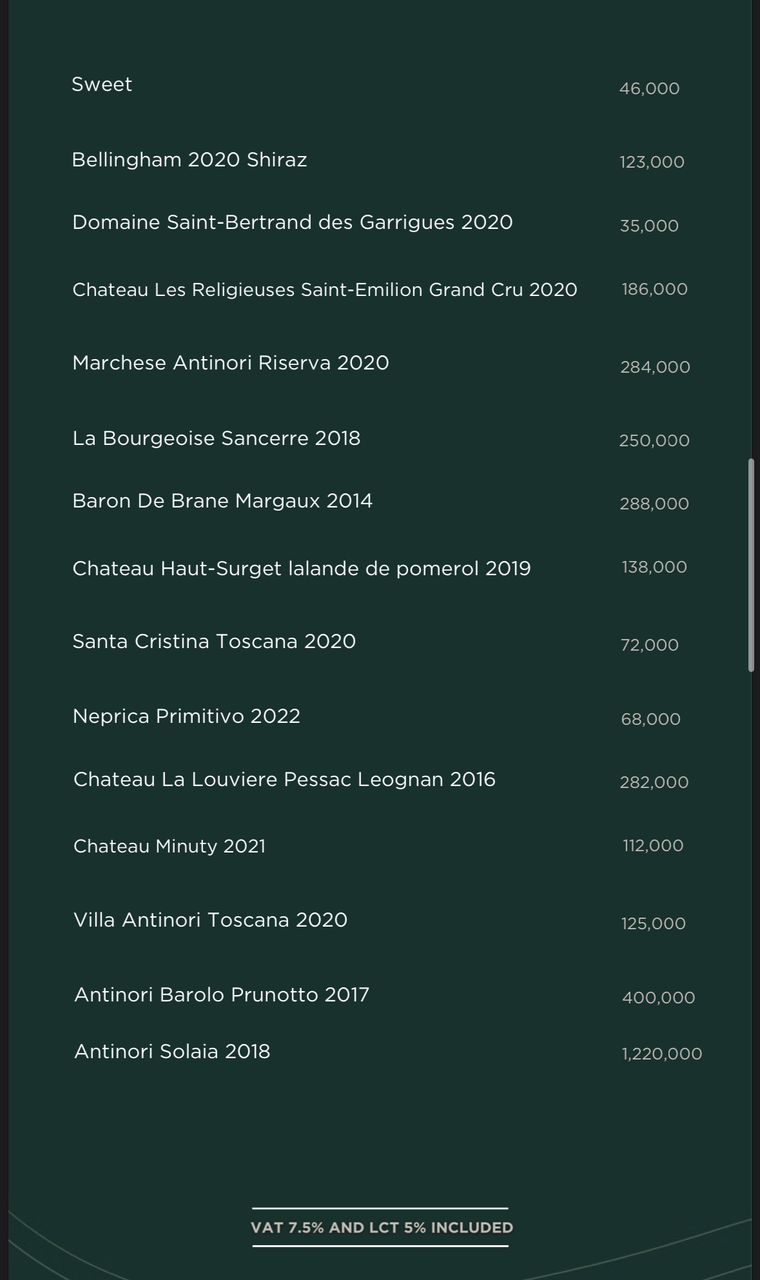 Sweet 46,000
Bellingham 2020 Shiraz 123,000
Domaine Saint-Bertrand des Garrigues 2020 35,000
Chateau Les Religieuses Saint-Emilion Grand Cru 2020 186,000
Marchese Antinori Riserva 2020 284,000
La Bourgeoise Sancerre 2018 250,000
Baron De Brane Margaux 2014 288,000
Chateau Haut-Surget lalande de pomerol 2019 138,000
Santa Cristina Toscana 2020 72,000
Neprica Primitivo 2022 68,000
Chateau La Louviere Pessac Leognan 2016 282,000
Chateau Minuty 2021 112,000
Villa Antinori Toscana 2020 125,000
Antinori Barolo Prunotto 2017 400,000
Antinori Solaia 2018 1,220,000
VAT 7.5% AND LCT 5% INCLUDED